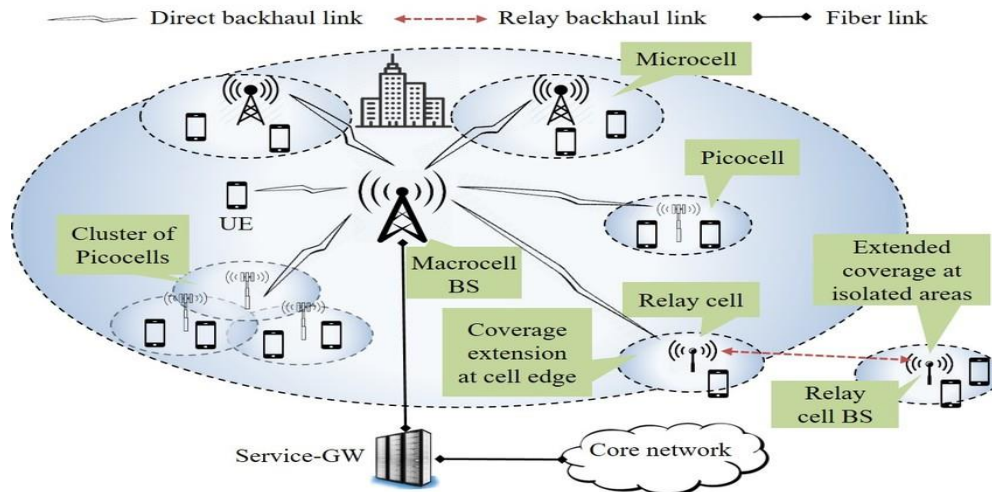 Direct backhaul link
Relay backhaul link
Fiber link
Microcell
Picocell
UE
Cluster of
Picocells
Macrocell
BS
Extended
coverage at
isolated areas
Relay cell
Coverage
extension
at cell edge
Relay
cell BS
Service-GW
Core network